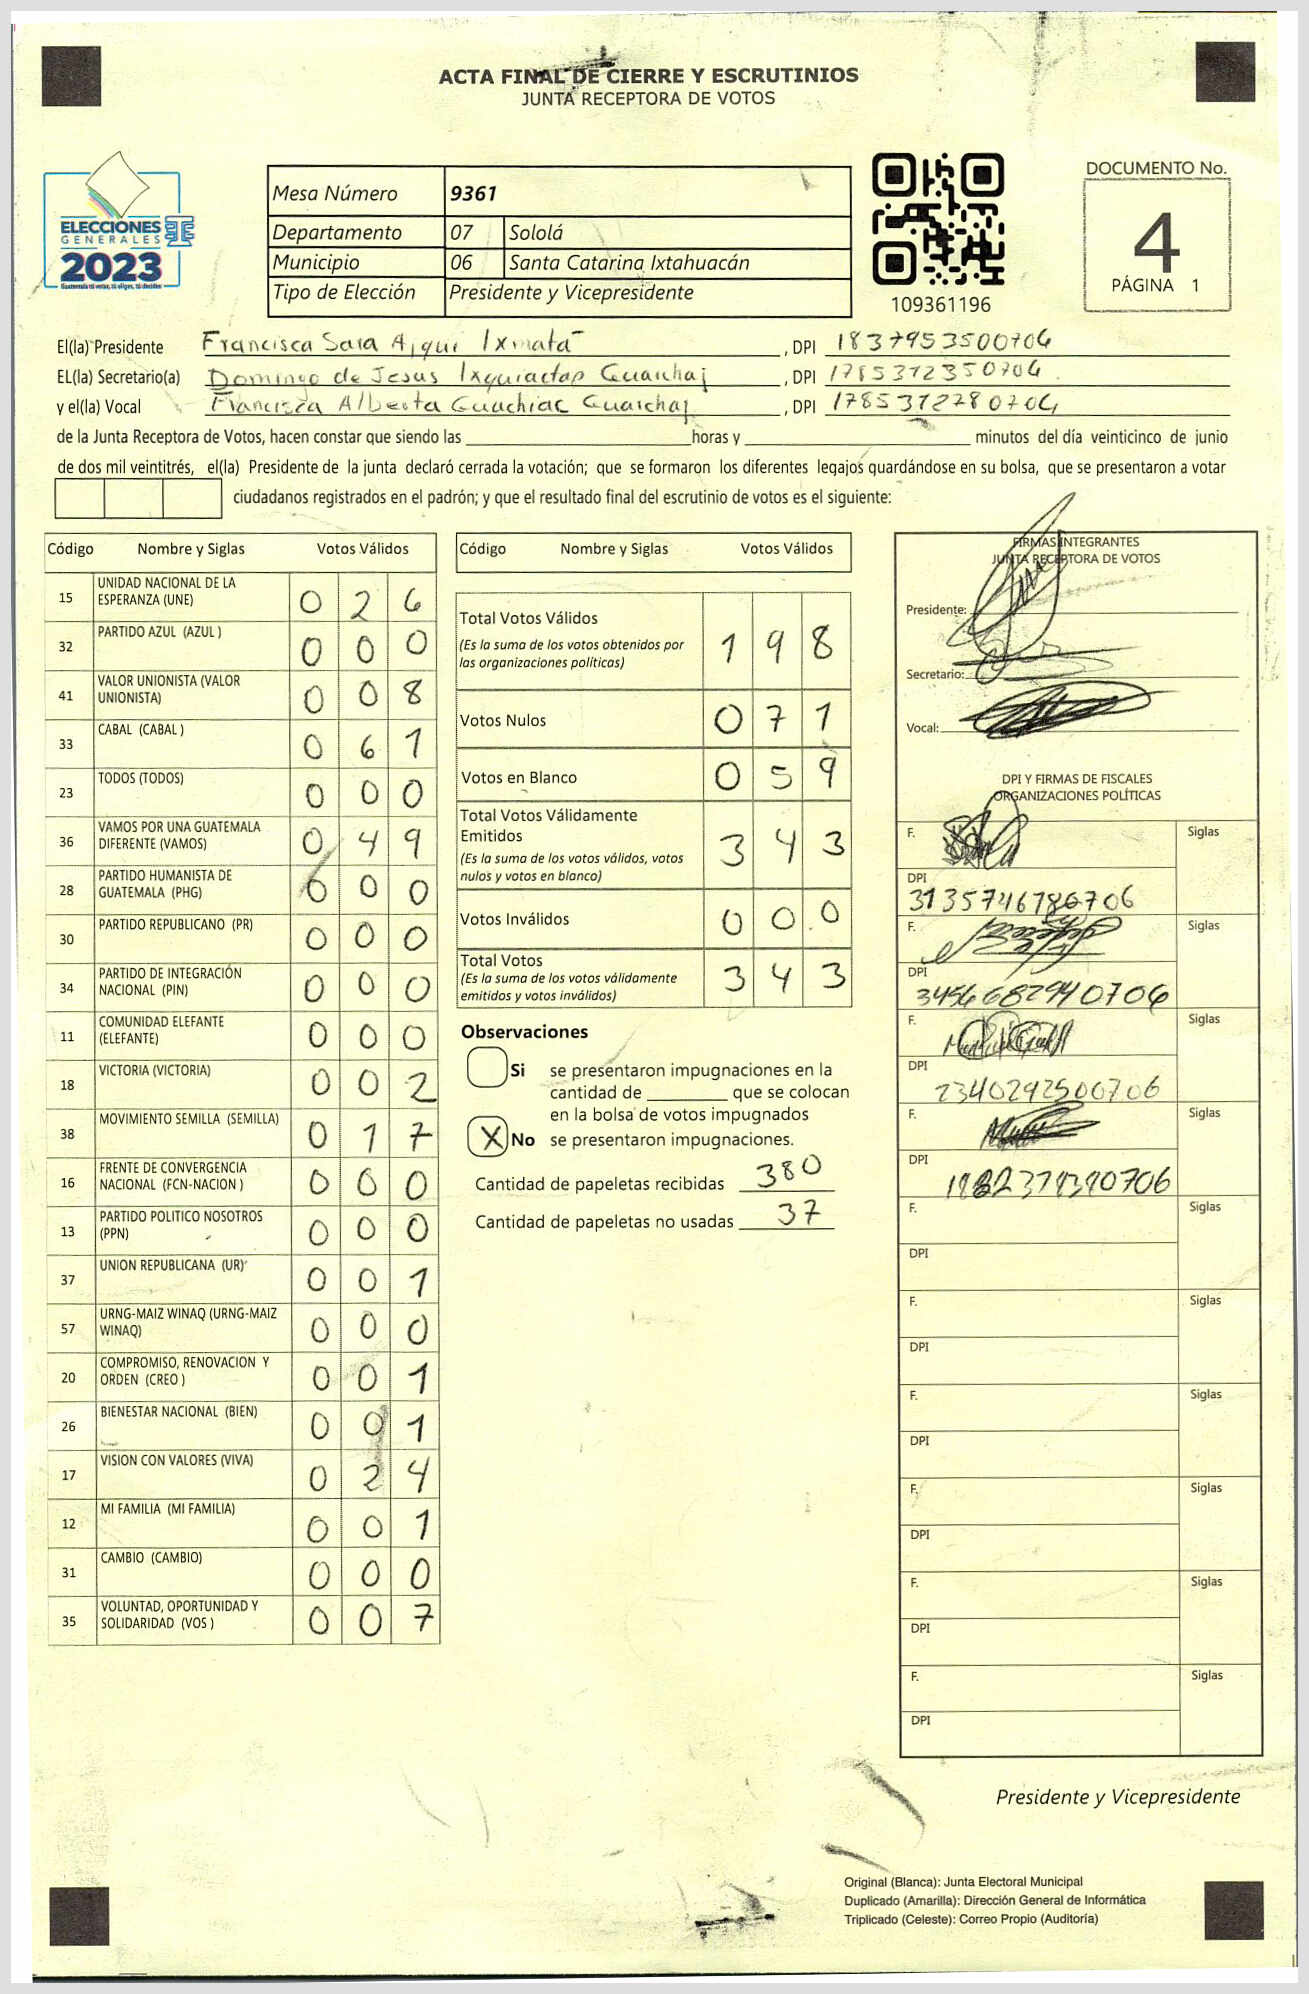 ACTA FINAL DE CIERRE Y ESCRUTINIOS
JUNTA RECEPTORA DE VOTOS
ELECCIONES
GENERALES
2023
Guatemala tú votas, tú eliges, tú decides
Mesa Número 9361
Departamento 07 Sololá
Municipio 06 Santa Catarina Ixtahuacán
Tipo de Elección Presidente y Vicepresidente
109361196
DOCUMENTO No.
4
PÁGINA 1
El(la) Presidente Francisca Sara Ajqui Ixmatá, DPI 1837953500704
EL(la) Secretario(a) Domingo de Jesus Ixquiactap Guachaj, DPI 1785312350704
y el(la) Vocal Francisca Alberta Guachiac Guarchaj, DPI 1785312780704
de la Junta Receptora de Votos, hacen constar que siendo las horas y minutos del día veinticinco de junio
de dos mil veintitrés, el(la) Presidente de la junta declaró cerrada la votación; que se formaron los diferentes legajos guardándose en su bolsa, que se presentaron a votar
ciudadanos registrados en el padrón; y que el resultado final del escrutinio de votos es el siguiente:
Código Nombre y Siglas Votos Válidos
15 UNIDAD NACIONAL DE LA ESPERANZA (UNE) 0 2 6
32 PARTIDO AZUL (AZUL ) 0 0 0
41 VALOR UNIONISTA (VALOR UNIONISTA) 0 0 8
33 CABAL (CABAL ) 0 6 1
23 TODOS (TODOS) 0 0 0
36 VAMOS POR UNA GUATEMALA DIFERENTE (VAMOS) 0 4 9
28 PARTIDO HUMANISTA DE GUATEMALA (PHG) 0 0 0
30 PARTIDO REPUBLICANO (PR) 0 0 0
34 PARTIDO DE INTEGRACIÓN NACIONAL (PIN) 0 0 0
11 COMUNIDAD ELEFANTE (ELEFANTE) 0 0 0
18 VICTORIA (VICTORIA) 0 0 2
38 MOVIMIENTO SEMILLA (SEMILLA) 0 1 7
16 FRENTE DE CONVERGENCIA NACIONAL (FCN-NACION ) 0 0 0
13 PARTIDO POLITICO NOSOTROS (PPN) 0 0 0
37 UNION REPUBLICANA (UR) 0 0 1
57 URNG-MAIZ WINAQ (URNG-MAIZ WINAQ) 0 0 0
20 COMPROMISO, RENOVACION Y ORDEN (CREO ) 0 0 1
26 BIENESTAR NACIONAL (BIEN) 0 0 1
17 VISION CON VALORES (VIVA) 0 2 4
12 MI FAMILIA (MI FAMILIA) 0 0 1
31 CAMBIO (CAMBIO) 0 0 0
35 VOLUNTAD, OPORTUNIDAD Y SOLIDARIDAD (VOS ) 0 0 7
Código Nombre y Siglas Votos Válidos
Total Votos Válidos 1 9 8
(Es la suma de los votos obtenidos por
las organizaciones políticas)
Votos Nulos 0 7 1
Votos en Blanco 0 5 9
Total Votos Válidamente
Emitidos 3 4 3
(Es la suma de los votos válidos, votos
nulos y votos en blanco)
Votos Inválidos 0 0 0
Total Votos 3 4 3
(Es la suma de los votos válidamente
emitidos y votos inválidos)
Observaciones
Si se presentaron impugnaciones en la
cantidad de que se colocan
en la bolsa de votos impugnados
X No se presentaron impugnaciones.
Cantidad de papeletas recibidas 380
Cantidad de papeletas no usadas 37
FIRMAS INTEGRANTES
JUNTA RECEPTORA DE VOTOS
Presidente:
Secretario:
Vocal:
DPI Y FIRMAS DE FISCALES
ORGANIZACIONES POLÍTICAS
F. Siglas
DPI
F. Siglas
DPI
3456682940706
F. Siglas
DPI
2340292500706
F. Siglas
DPI
F. Siglas
DPI
F. Siglas
DPI
F. Siglas
DPI
F. Siglas
DPI
F. Siglas
DPI
F. Siglas
DPI
Presidente y Vicepresidente
Original (Blanca): Junta Electoral Municipal
Duplicado (Amarilla): Dirección General de Informática
Triplicado (Celeste): Correo Propio (Auditoría)